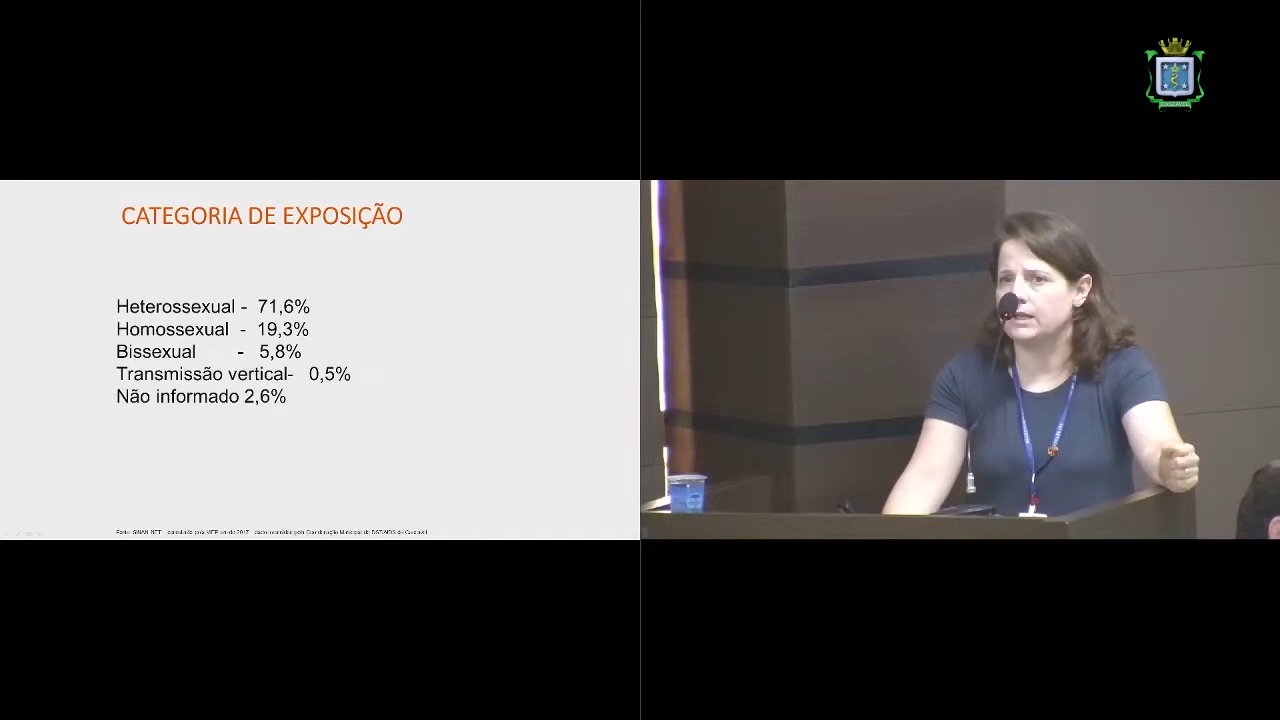 CATEGORIA DE EXPOSIÇÃO
Heterossexual - 71,6%
Homossexual - 19,3%
Bissexual - 5,8%
Transmissão vertical- 0,5%
Não informado 2,6%
CASCAVEL